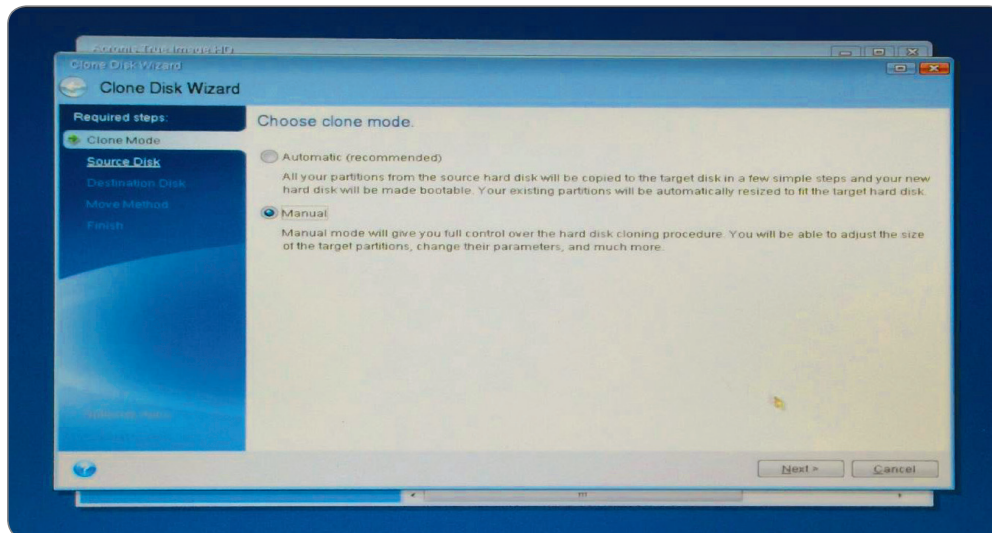 Acronis True Image HD
Clone Disk Wizard
Clone Disk Wizard
Required steps:
Clone Mode
Source Disk
Destination Disk
Move Method
Finish
Choose clone mode.
Automatic (recommended)
All your partitions from the source hard disk will be copied to the target disk in a few simple steps and your new
hard disk will be made bootable. Your existing partitions will be automatically resized to fit the target hard disk.
Manual
Manual mode will give you full control over the hard disk cloning procedure. You will be able to adjust the size
of the target partitions, change their parameters, and much more.
Next >
Cancel